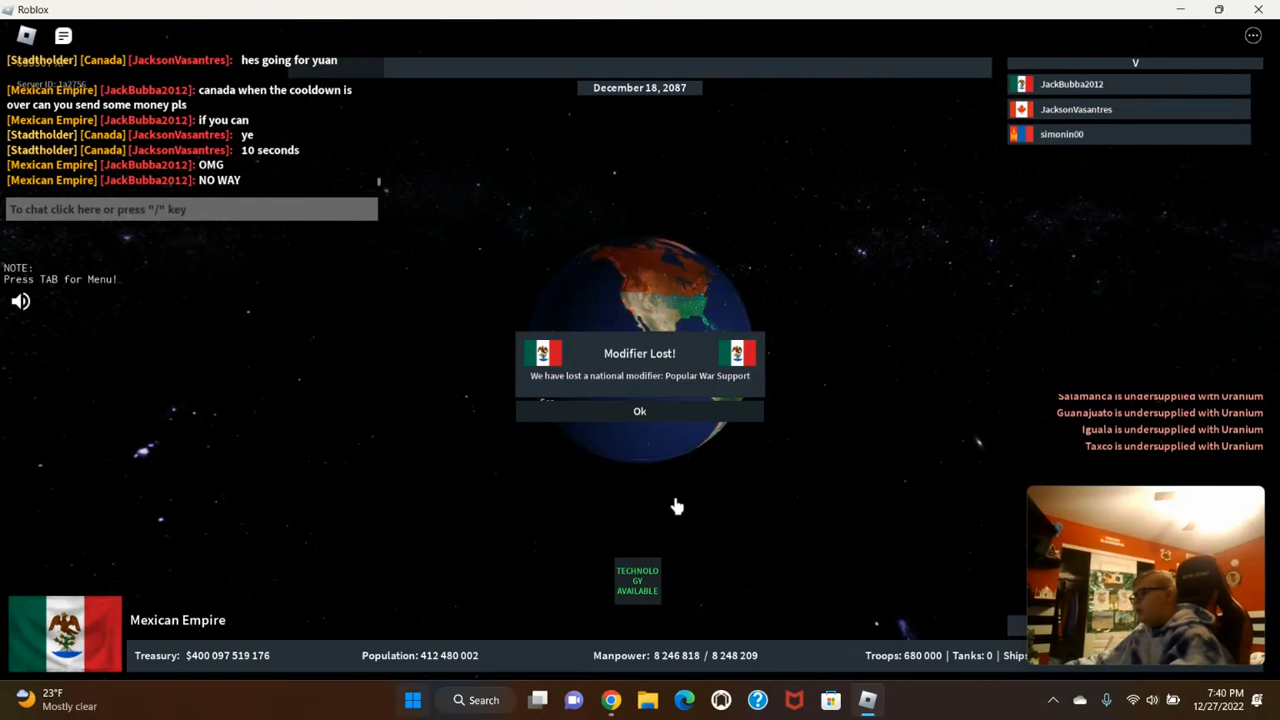 Roblox
[Stadtholder] [Canada] [JacksonVasantres]: hes going for yuan
Server ID: 1a2756
[Mexican Empire] [JackBubba2012]: canada when the cooldown is
over can you send some money pls
[Mexican Empire] [JackBubba2012]: if you can
[Stadtholder] [Canada] [JacksonVasantres]: ye
[Stadtholder] [Canada] [JacksonVasantres]: 10 seconds
[Mexican Empire] [JackBubba2012]: OMG
[Mexican Empire] [JackBubba2012]: NO WAY
To chat click here or press "/" key
NOTE:
Press TAB for Menu!
December 18, 2087
V
JackBubba2012
JacksonVasantres
simonin00
Modifier Lost!
We have lost a national modifier: Popular War Support
Ok
Salamanca is undersupplied with Uranium
Guanajuato is undersupplied with Uranium
Iguala is undersupplied with Uranium
Taxco is undersupplied with Uranium
TECHNOLO
GY
AVAILABLE
Mexican Empire
Treasury: $400 097 519 176
Population: 412 480 002
Manpower: 8 246 818 / 8 248 209
Troops: 680 000 | Tanks: 0 | Ships
23°F
Mostly clear
Search
7:40 PM
12/27/2022